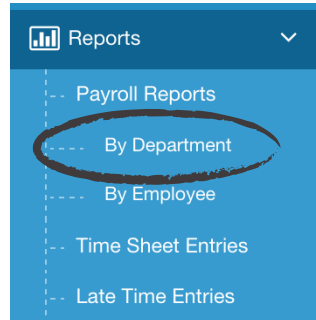 Reports
Payroll Reports
By Department
By Employee
Time Sheet Entries
Late Time Entries